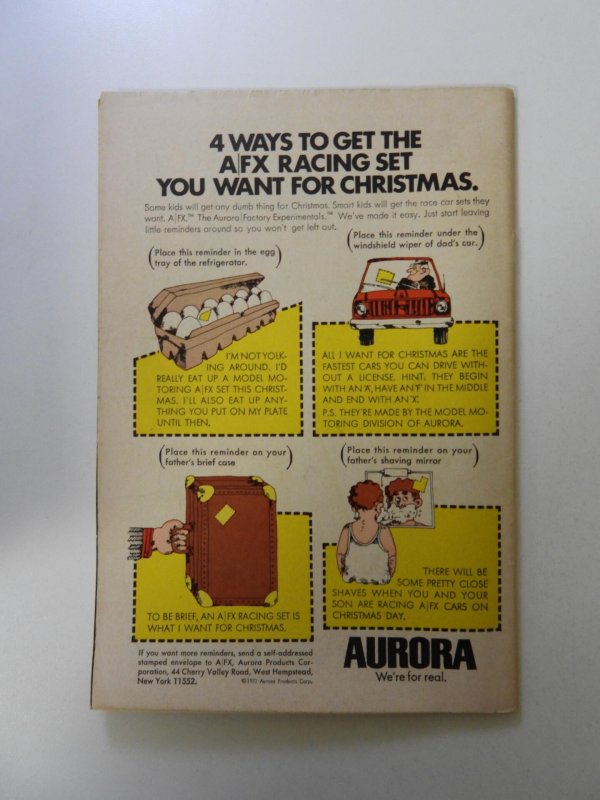 4 WAYS TO GET THE
A|FX RACING SET
YOU WANT FOR CHRISTMAS.
Some kids will get any dumb thing for Christmas. Smart kids will get the race car sets they
want. A|FX.™ The Aurora|Factory Experimentals.™ We've made it easy. Just start leaving
little reminders around so you won't get left out.
(Place this reminder in the egg
tray of the refrigerator.)
(Place this reminder under the
windshield wiper of dad's car.)
I'M NOT YOLK-
ING AROUND. I'D
REALLY EAT UP A MODEL MO-
TORING A|FX SET THIS CHRIST-
MAS. I'LL ALSO EAT UP ANY-
THING YOU PUT ON MY PLATE
UNTIL THEN.
ALL I WANT FOR CHRISTMAS ARE THE
FASTEST CARS YOU CAN DRIVE WITH-
OUT A LICENSE. HINT, THEY BEGIN
WITH AN 'A', HAVE AN 'F' IN THE MIDDLE
AND END WITH AN 'X'.
P.S. THEY'RE MADE BY THE MODEL MO-
TORING DIVISION OF AURORA.
(Place this reminder on your
father's brief case)
(Place this reminder on your
father's shaving mirror)
TO BE BRIEF, AN A|FX RACING SET IS
WHAT I WANT FOR CHRISTMAS.
THERE WILL BE
SOME PRETTY CLOSE
SHAVES WHEN YOU AND YOUR
SON ARE RACING A|FX CARS ON
CHRISTMAS DAY.
If you want more reminders, send a self-addressed
stamped envelope to A|FX, Aurora Products Cor-
poration, 44 Cherry Valley Road, West Hempstead,
New York 11552.
© Aurora Products Corp.
AURORA
We're for real.